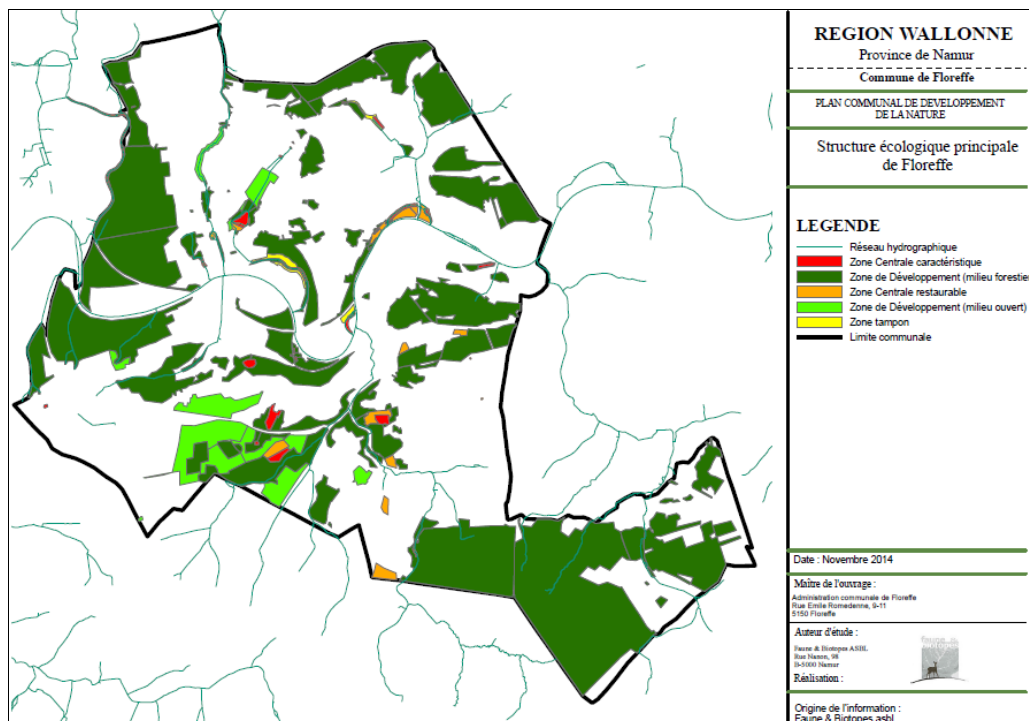 REGION WALLONNE
Province de Namur
Commune de Floreffe
PLAN COMMUNAL DE DEVELOPPEMENT
DE LA NATURE
Structure écologique principale
de Floreffe
LEGENDE
Réseau hydrographique
Zone Centrale caractéristique
Zone de Développement (milieu forestier
Zone Centrale restaurable
Zone de Développement (milieu ouvert)
Zone tampon
Limite communale
Date : Novembre 2014
Maître de l'ouvrage :
Administration communale de Floreffe
Rue Emile Romedenne, 9-11
5150 Floreffe
Auteur d'étude :
Faune & Biotopes ASBL
Rue Nanon, 98
B-5000 Namur
Réalisation :
faune &
biotopes
Origine de l'information :
Faune & Biotopes asbl